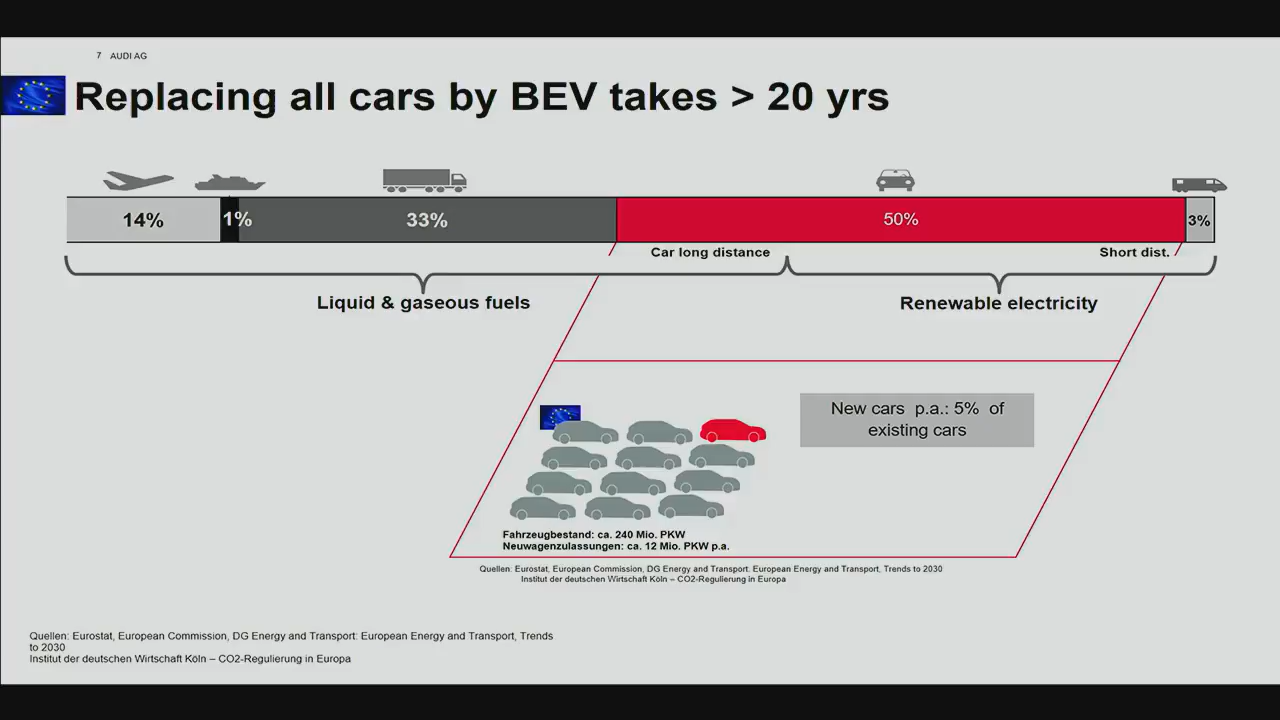 7 AUDI AG
Replacing all cars by BEV takes > 20 yrs
14% 1% 33% 50% 3%
Car long distance Short dist.
Liquid & gaseous fuels Renewable electricity
New cars p.a.: 5% of
existing cars
Fahrzeugbestand: ca. 240 Mio. PKW
Neuwagenzulassungen: ca. 12 Mio. PKW p.a.
Quellen: Eurostat, European Commission, DG Energy and Transport. European Energy and Transport, Trends to 2030
Institut der deutschen Wirtschaft Köln – CO2-Regulierung in Europa
Quellen: Eurostat, European Commission, DG Energy and Transport: European Energy and Transport, Trends
to 2030
Institut der deutschen Wirtschaft Köln – CO2-Regulierung in Europa